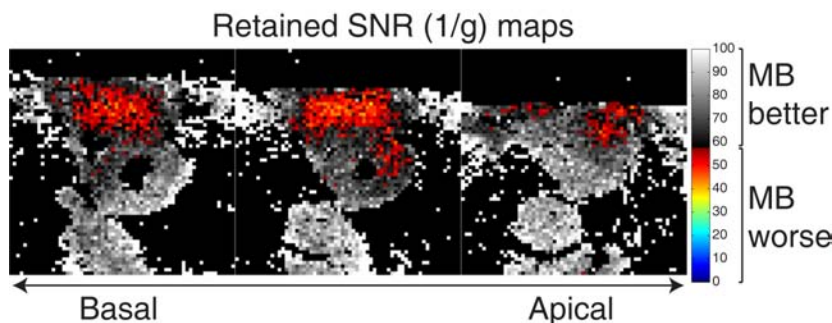 Retained SNR (1/g) maps
100
90
80
70
60
50
40
30
20
10
0
MB
better
MB
worse
Basal
Apical